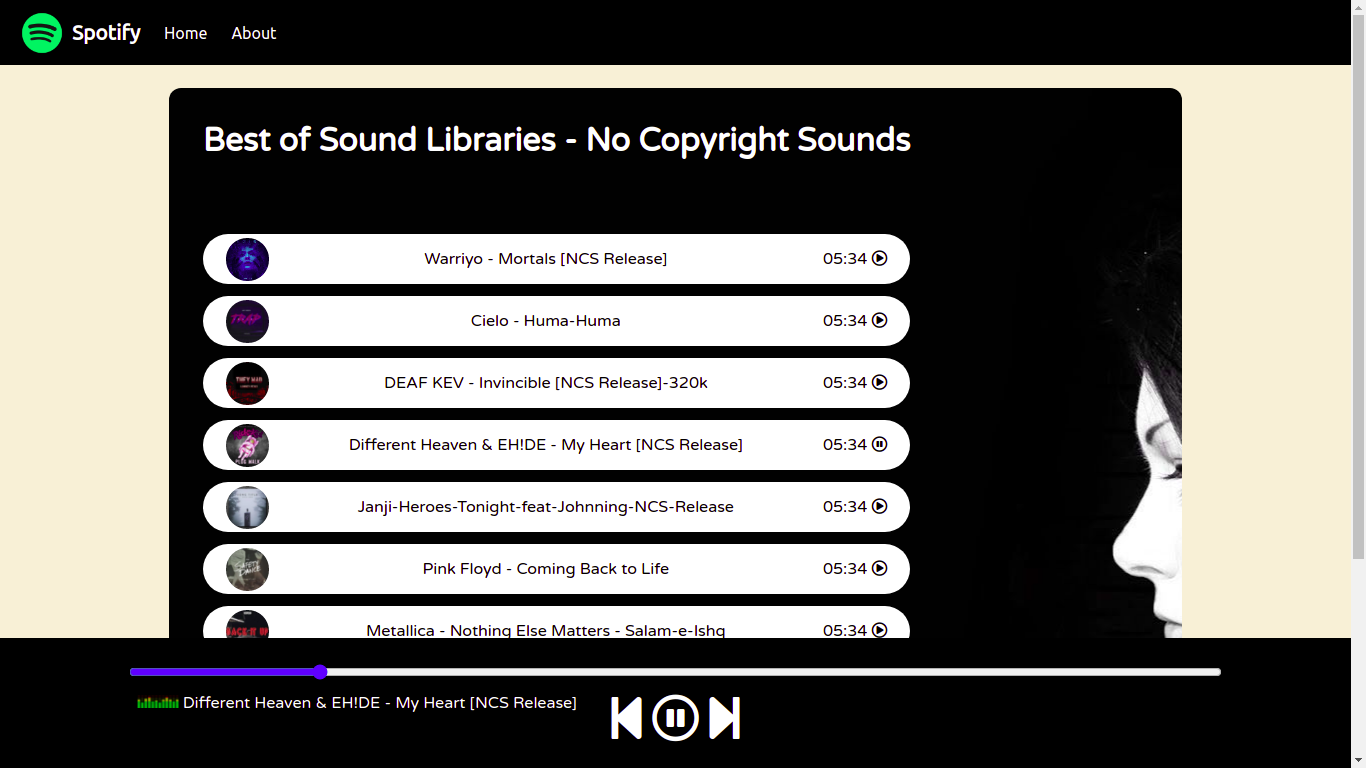 Spotify Home About
Best of Sound Libraries - No Copyright Sounds
Warriyo - Mortals [NCS Release] 05:34
Cielo - Huma-Huma 05:34
DEAF KEV - Invincible [NCS Release]-320k 05:34
Different Heaven & EH!DE - My Heart [NCS Release] 05:34
Janji-Heroes-Tonight-feat-Johnning-NCS-Release 05:34
Pink Floyd - Coming Back to Life 05:34
Metallica - Nothing Else Matters - Salam-e-Ishq 05:34
Different Heaven & EH!DE - My Heart [NCS Release]